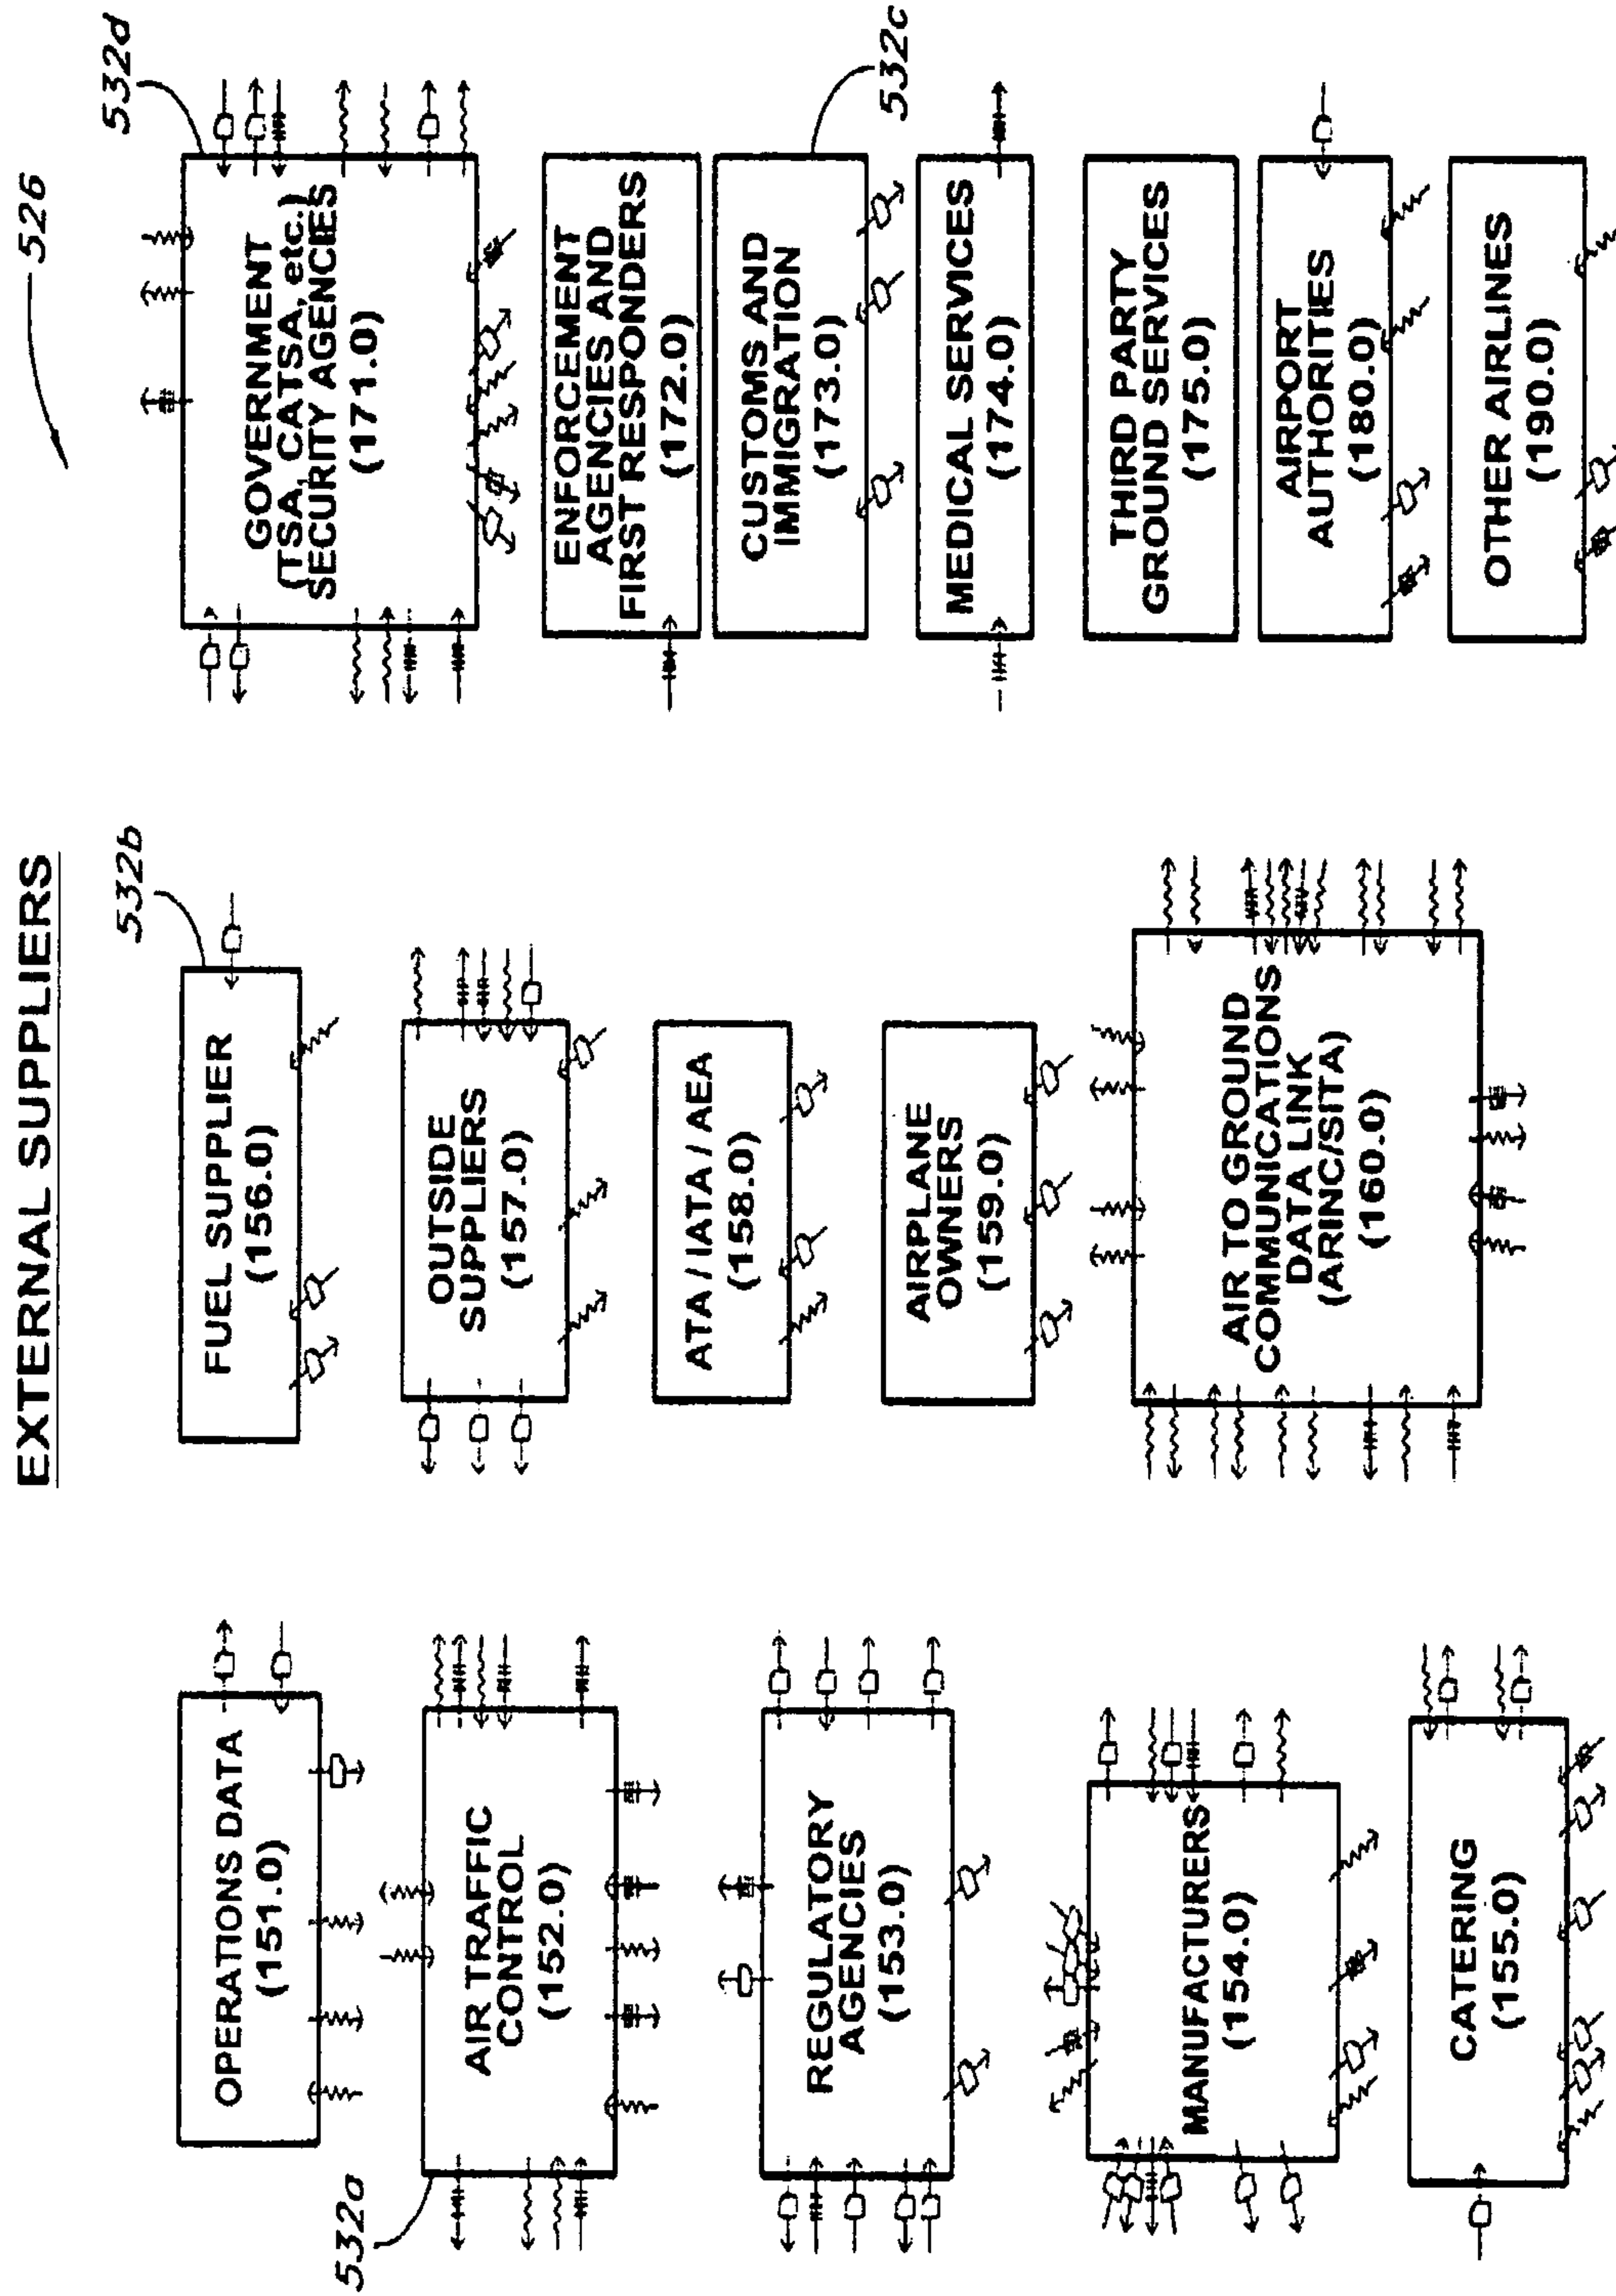 EXTERNAL SUPPLIERS
526
OPERATIONS DATA
(151.0)
532a
AIR TRAFFIC
CONTROL
(152.0)
REGULATORY
AGENCIES
(153.0)
MANUFACTURERS
(154.0)
CATERING
(155.0)
532b
FUEL SUPPLIER
(156.0)
OUTSIDE
SUPPLIERS
(157.0)
ATA / IATA / AEA
(158.0)
AIRPLANE
OWNERS
(159.0)
AIR TO GROUND
COMMUNICATIONS
DATA LINK
(ARINC/SITA)
(160.0)
532d
GOVERNMENT
(TSA, CATSA, etc.)
SECURITY AGENCIES
(171.0)
ENFORCEMENT
AGENCIES AND
FIRST RESPONDERS
(172.0)
532c
CUSTOMS AND
IMMIGRATION
(173.0)
MEDICAL SERVICES
(174.0)
THIRD PARTY
GROUND SERVICES
(175.0)
AIRPORT
AUTHORITIES
(180.0)
OTHER AIRLINES
(190.0)